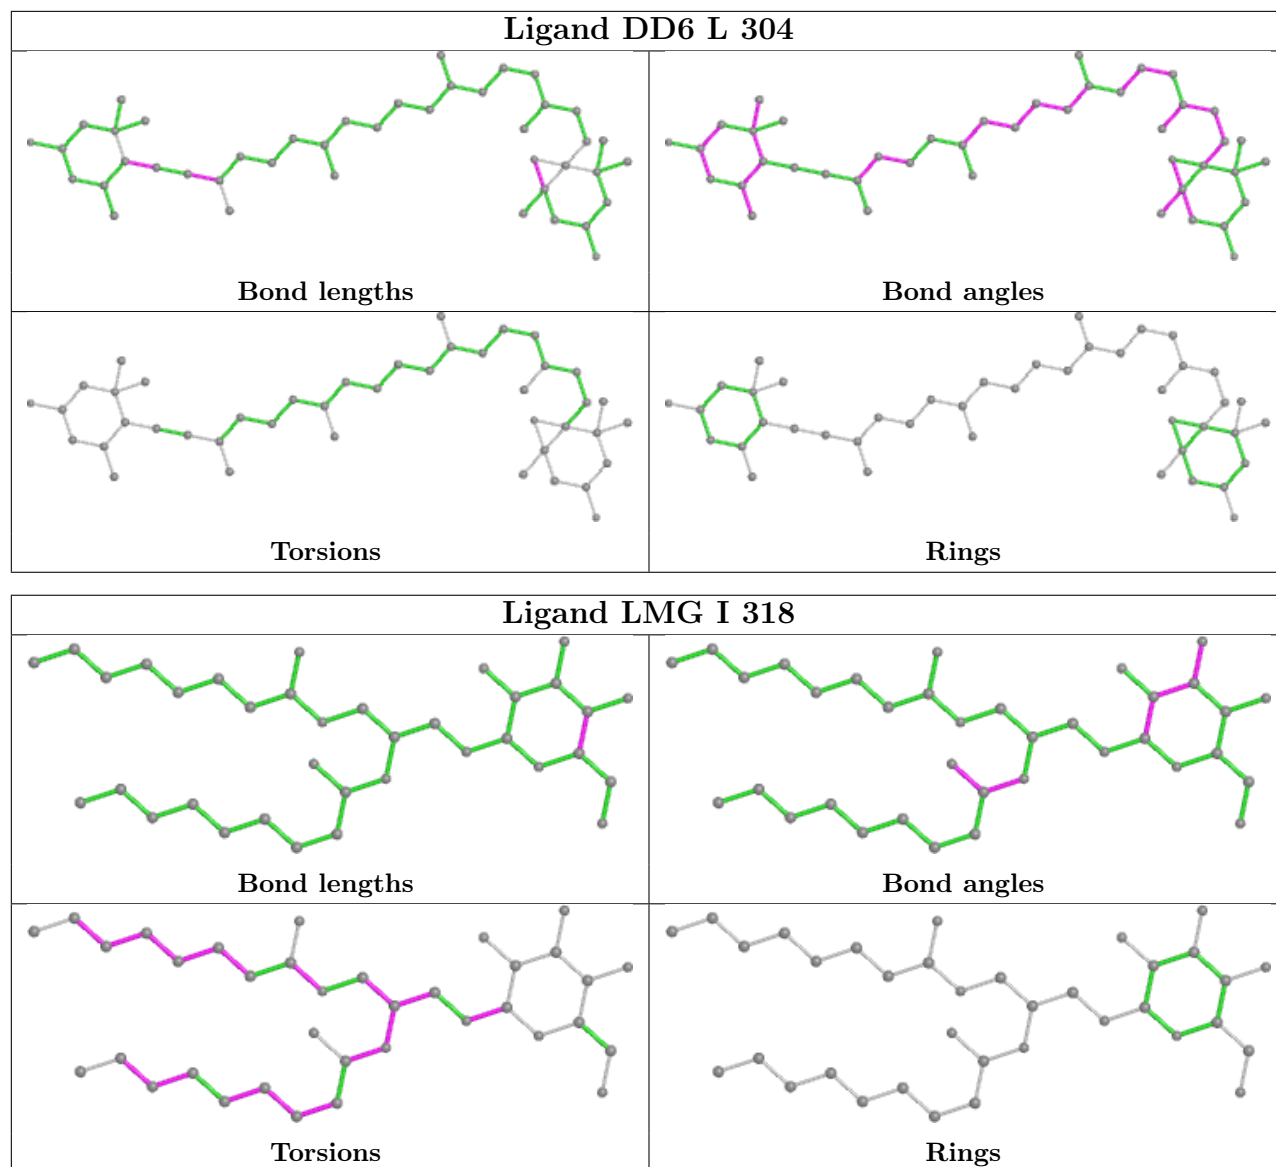 Ligand DD6 L 304
Bond lengths
Bond angles
Torsions
Rings
Ligand LMG I 318
Bond lengths
Bond angles
Torsions
Rings